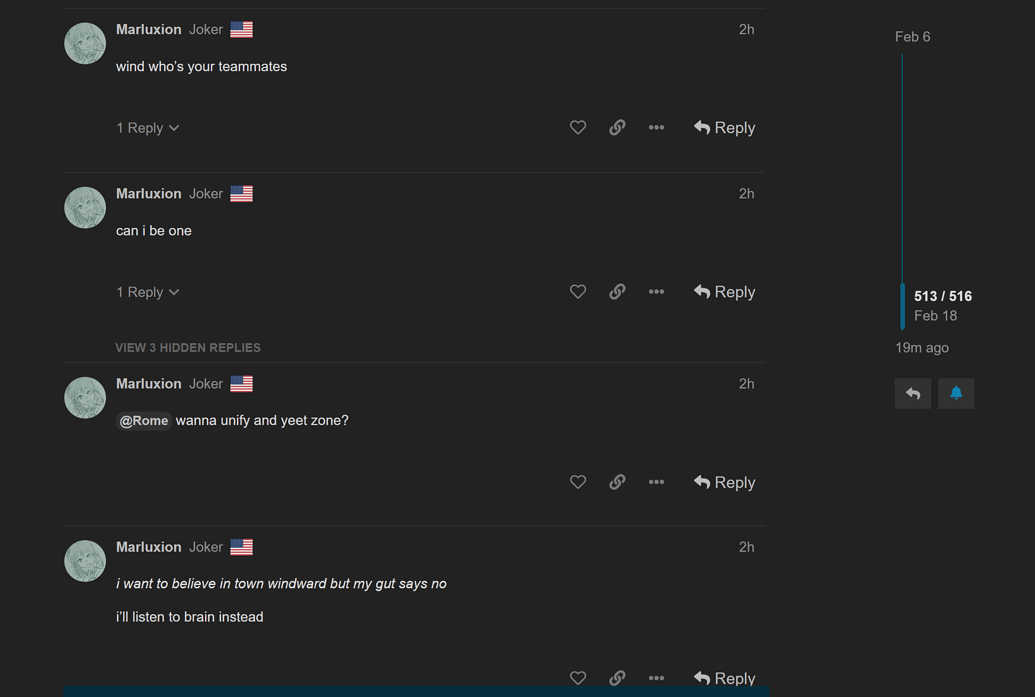 Marluxion Joker 2h
wind who's your teammates
1 Reply Reply
Marluxion Joker 2h
can i be one
1 Reply Reply
VIEW 3 HIDDEN REPLIES
Marluxion Joker 2h
@Rome wanna unify and yeet zone?
Reply
Marluxion Joker 2h
i want to believe in town windward but my gut says no
i'll listen to brain instead
Reply
Feb 6
513 / 516
Feb 18
19m ago